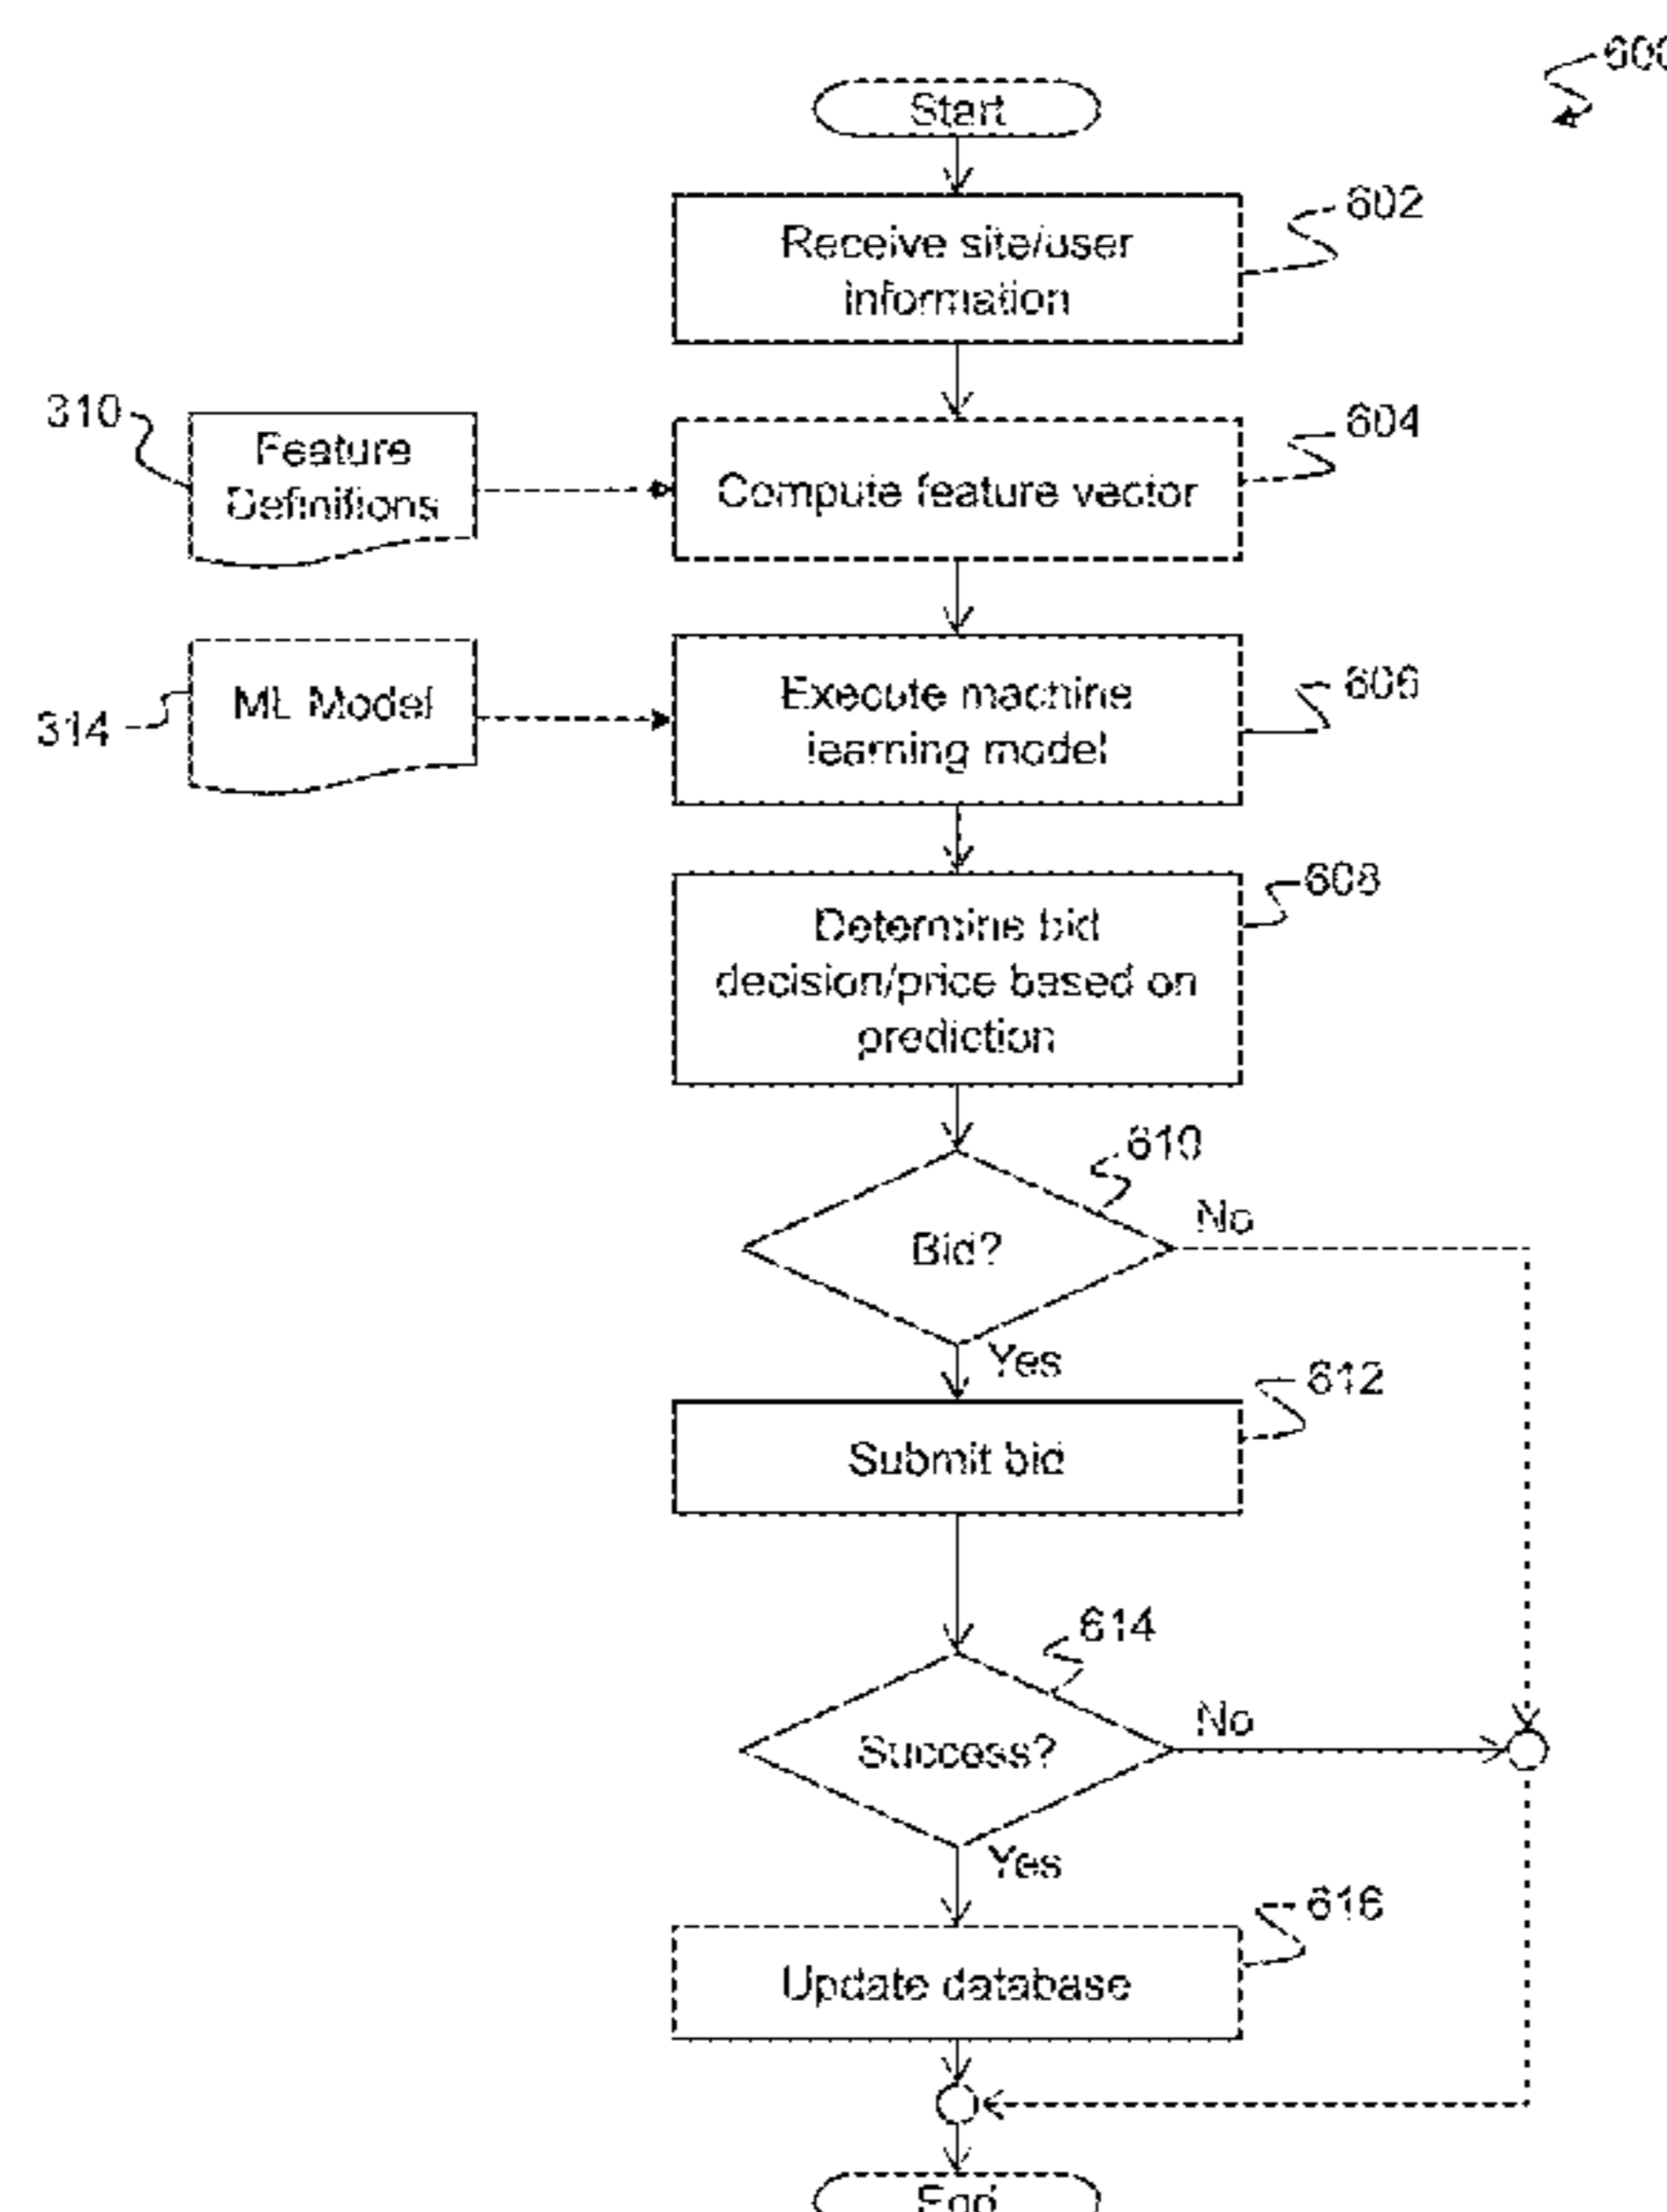 600
Start
602
Receive site/user
information
310
Feature
Definitions
604
Compute feature vector
314
ML Model
606
Execute machine
learning model
608
Determine bid
decision/price based on
prediction
610
Bid?
No
Yes
612
Submit bid
614
Success?
No
Yes
616
Update database
End